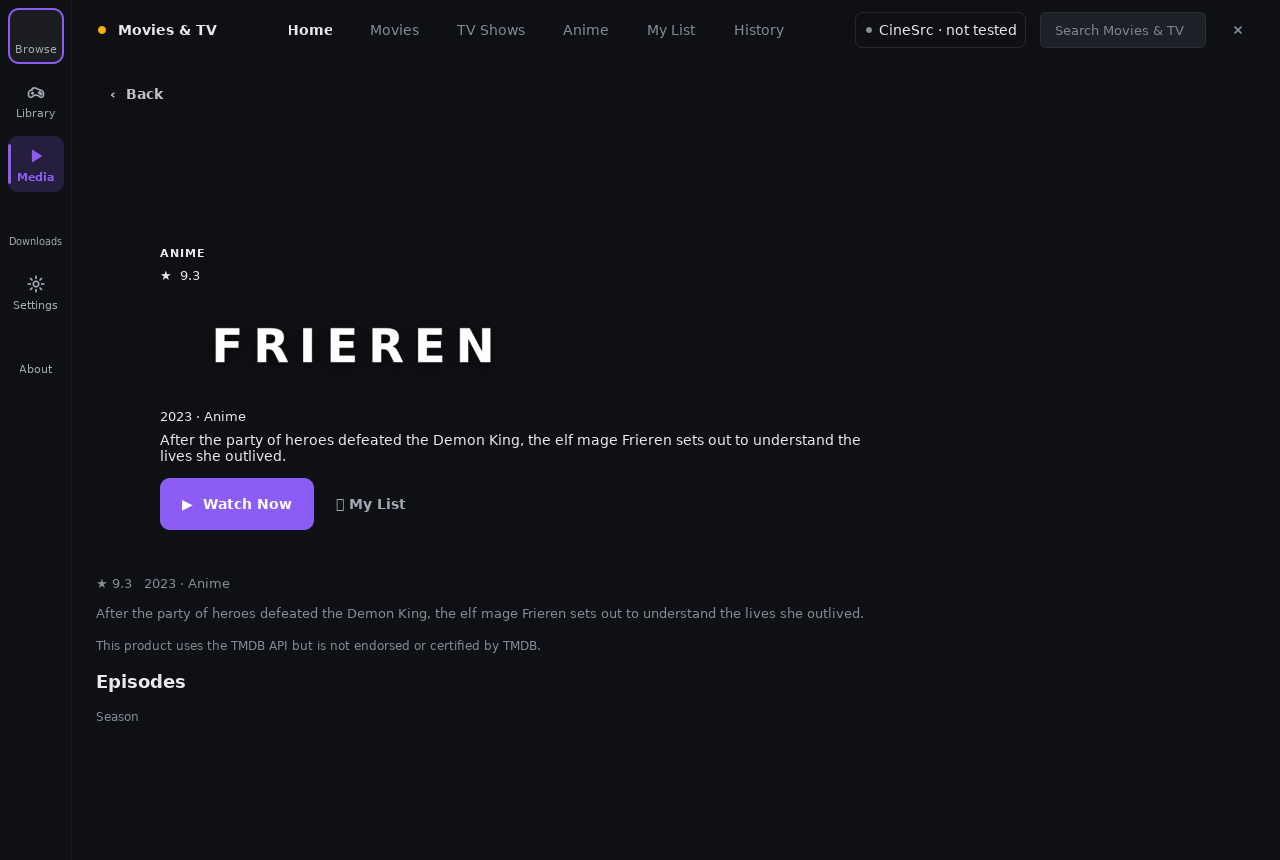 Browse
Library
Media
Downloads
Settings
About
Movies & TV
Home
Movies
TV Shows
Anime
My List
History
CineSrc · not tested
Search Movies & TV
×
‹ Back
ANIME
★ 9.3
FRIEREN
2023 · Anime
After the party of heroes defeated the Demon King, the elf mage Frieren sets out to understand the
lives she outlived.
▶ Watch Now
My List
★ 9.3 2023 · Anime
After the party of heroes defeated the Demon King, the elf mage Frieren sets out to understand the lives she outlived.
This product uses the TMDB API but is not endorsed or certified by TMDB.
Episodes
Season